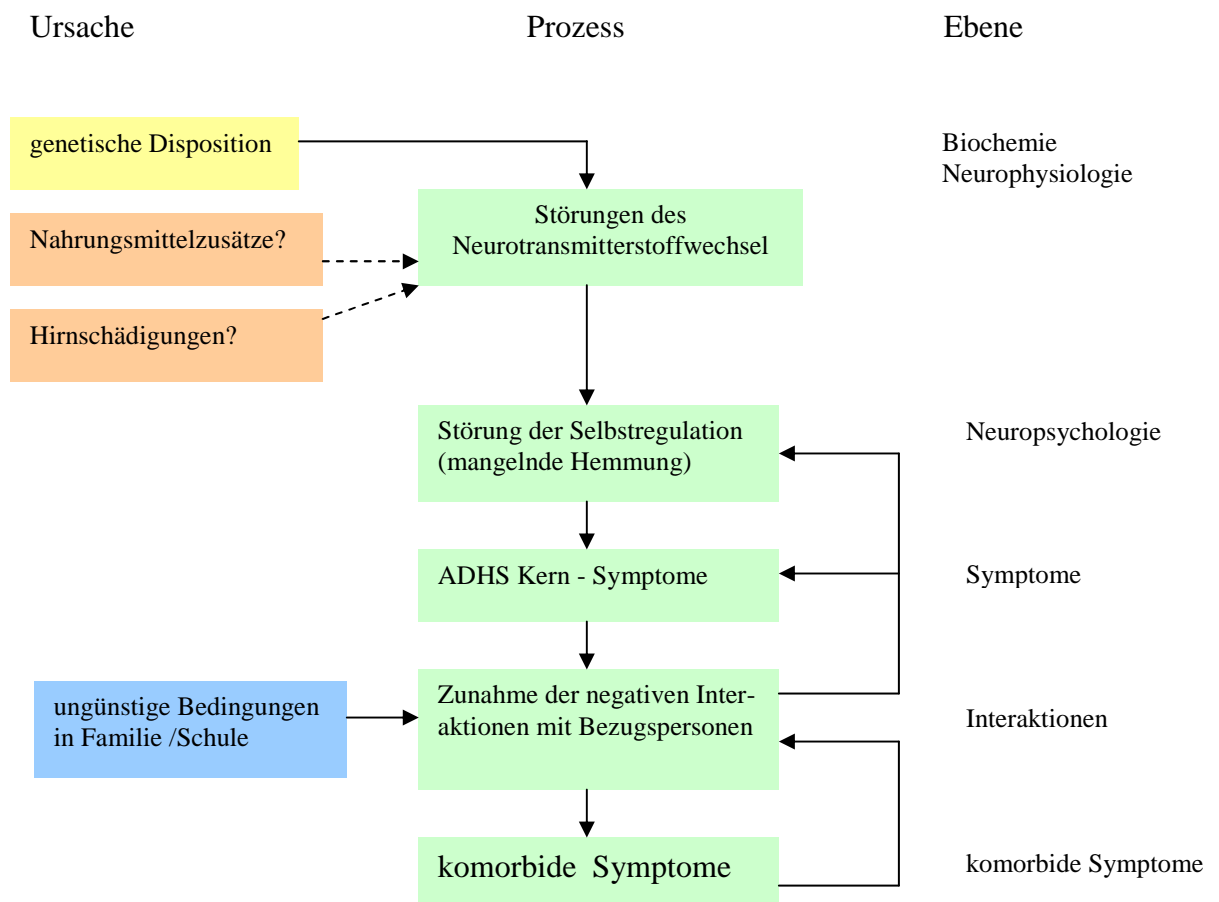 Ursache
Prozess
Ebene
genetische Disposition
Biochemie
Neurophysiologie
Störungen des
Neurotransmitterstoffwechsel
Nahrungsmittelzusätze?
Hirnschädigungen?
Störung der Selbstregulation
(mangelnde Hemmung)
Neuropsychologie
ADHS Kern - Symptome
Symptome
ungünstige Bedingungen
in Familie /Schule
Zunahme der negativen Inter-
aktionen mit Bezugspersonen
Interaktionen
komorbide Symptome
komorbide Symptome